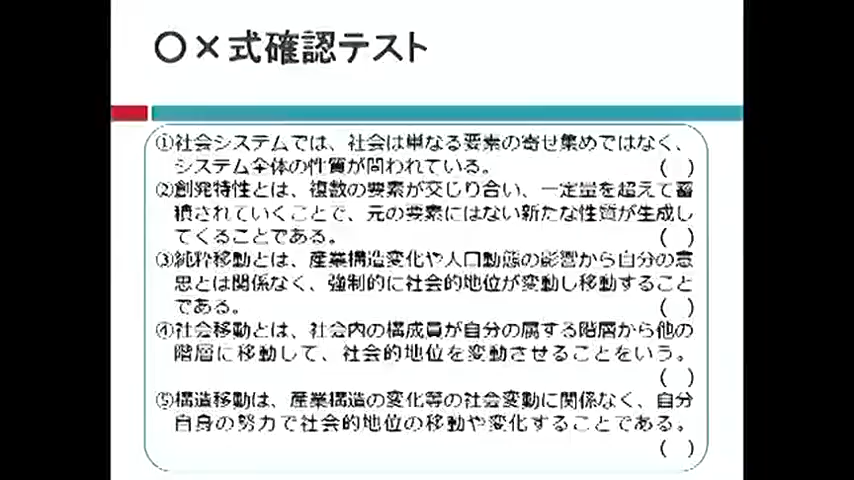 〇×式確認テスト
①社会システムでは、社会は単なる要素の寄せ集めではなく、
システム全体の性質が問われている。 ( )
②創発特性とは、複数の要素が交じり合い、一定量を超えて蓄
積されていくことで、元の要素にはない新たな性質が生成し
てくることである。 ( )
③純粋移動とは、産業構造変化や人口動態の影響から自分の意
思とは関係なく、強制的に社会的地位が変動し移動すること
である。 ( )
④社会移動とは、社会内の構成員が自分の属する階層から他の
階層に移動して、社会的地位を変動させることをいう。
( )
⑤構造移動は、産業構造の変化等の社会変動に関係なく、自分
自身の努力で社会的地位の移動や変化することである。
( )